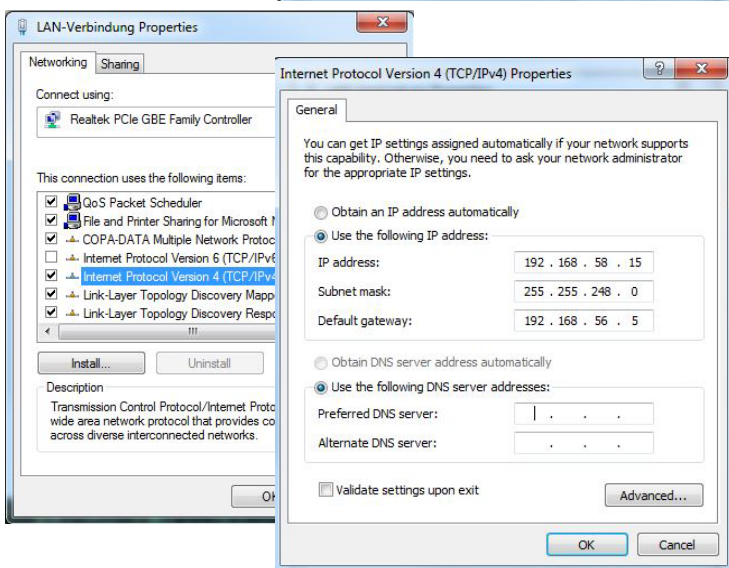 LAN-Verbindung Properties
Networking
Sharing
Connect using:
Realtek PCIe GBE Family Controller
This connection uses the following items:
QoS Packet Scheduler
File and Printer Sharing for Microsoft
COPA-DATA Multiple Network Protoc
Internet Protocol Version 6 (TCP/IPv6
Internet Protocol Version 4 (TCP/IPv4
Link-Layer Topology Discovery Mapp
Link-Layer Topology Discovery Respo
Install...
Uninstall
Description
Transmission Control Protocol/Internet Proto
wide area network protocol that provides co
across diverse interconnected networks.
OK
Internet Protocol Version 4 (TCP/IPv4) Properties
General
You can get IP settings assigned automatically if your network supports
this capability. Otherwise, you need to ask your network administrator
for the appropriate IP settings.
Obtain an IP address automatically
Use the following IP address:
IP address:
192 . 168 . 58 . 15
Subnet mask:
255 . 255 . 248 . 0
Default gateway:
192 . 168 . 56 . 5
Obtain DNS server address automatically
Use the following DNS server addresses:
Preferred DNS server:
. . .
Alternate DNS server:
. . .
Validate settings upon exit
Advanced...
OK
Cancel